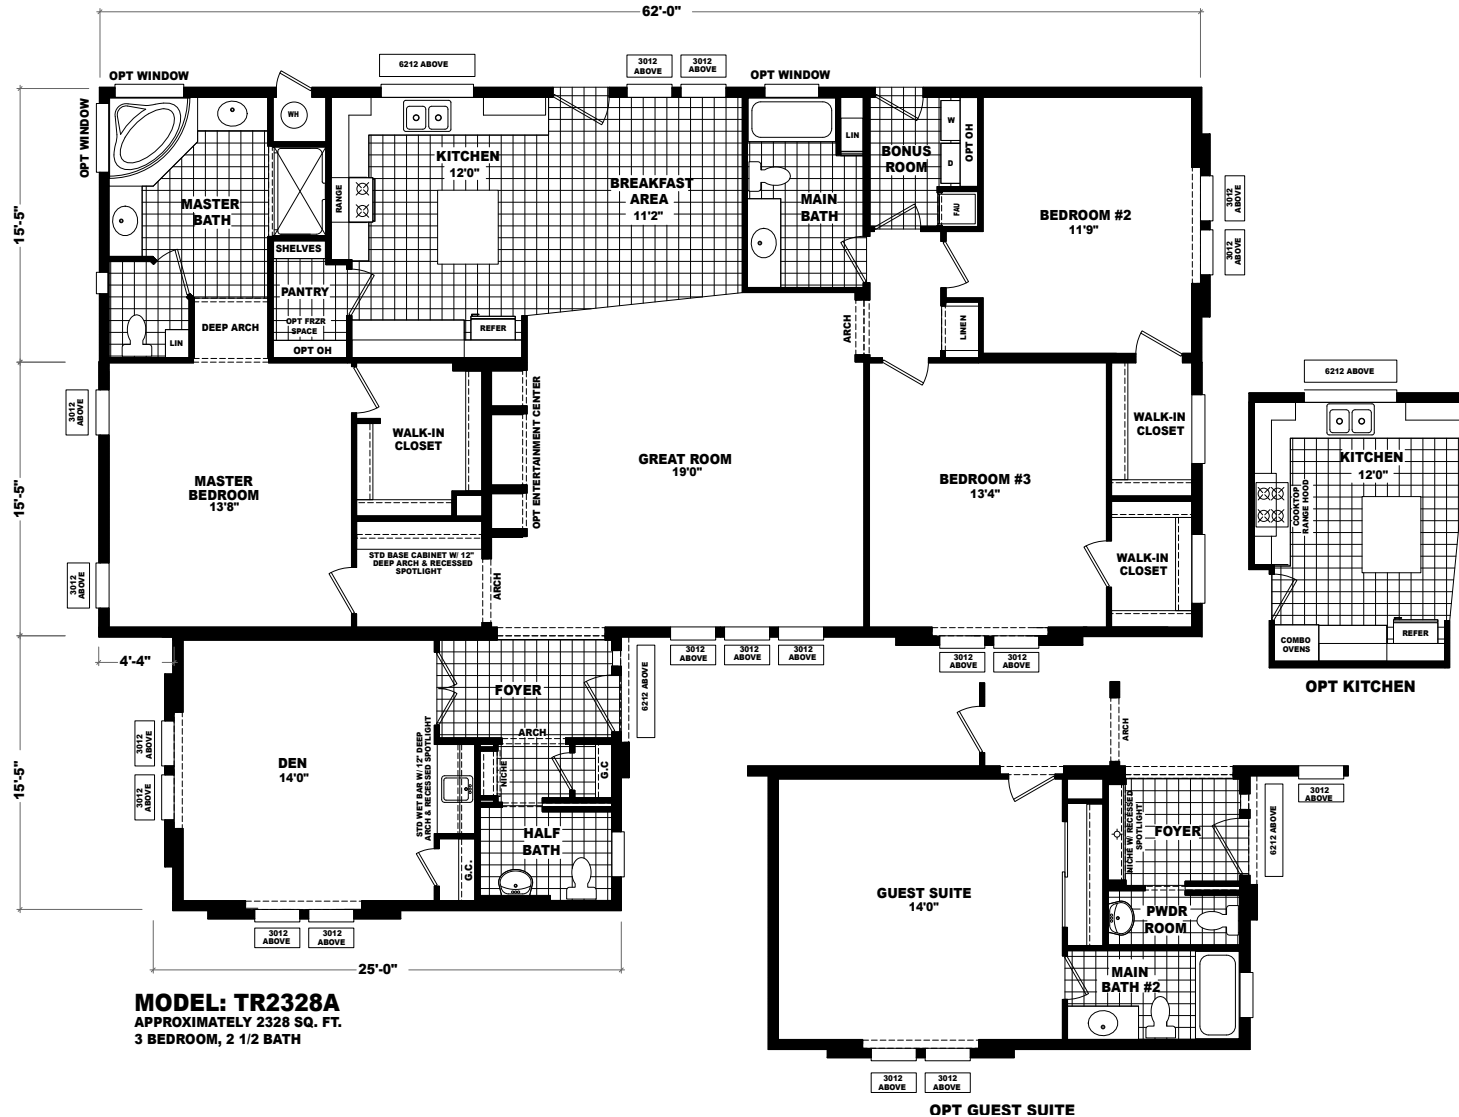 62'-0"
OPT WINDOW
6212 ABOVE
3012
ABOVE
3012
ABOVE
OPT WINDOW
OPT WINDOW
15'-5"
WH
MASTER
BATH
SHELVES
PANTRY
OPT FRZR
SPACE
OPT OH
DEEP ARCH
LIN
KITCHEN
12'0"
RANGE
REFER
BREAKFAST
AREA
11'2"
MAIN
BATH
LIN
BONUS
ROOM
W
D
OPT OH
FAU
BEDROOM #2
11'9"
3012
ABOVE
3012
ABOVE
ARCH
LINEN
15'-5"
3012
ABOVE
3012
ABOVE
MASTER
BEDROOM
13'8"
WALK-IN
CLOSET
OPT ENTERTAINMENT CENTER
STD BASE CABINET W/ 12"
DEEP ARCH & RECESSED
SPOTLIGHT
ARCH
GREAT ROOM
19'0"
BEDROOM #3
13'4"
WALK-IN
CLOSET
WALK-IN
CLOSET
3012
ABOVE
3012
ABOVE
3012
ABOVE
3012
ABOVE
3012
ABOVE
6212 ABOVE
KITCHEN
12'0"
COOKTOP
RANGE HOOD
COMBO
OVENS
REFER
OPT KITCHEN
4'-4"
15'-5"
3012
ABOVE
3012
ABOVE
DEN
14'0"
FOYER
6212 ABOVE
ARCH
NICHE
G.C
STD WET BAR W/ 12" DEEP
ARCH & RECESSED SPOTLIGHT
HALF
BATH
G.C.
3012
ABOVE
3012
ABOVE
25'-0"
ARCH
3012
ABOVE
6212 ABOVE
NICHE W/ RECESSED
SPOTLIGHT
FOYER
GUEST SUITE
14'0"
PWDR
ROOM
MAIN
BATH #2
3012
ABOVE
3012
ABOVE
OPT GUEST SUITE
MODEL: TR2328A
APPROXIMATELY 2328 SQ. FT.
3 BEDROOM, 2 1/2 BATH